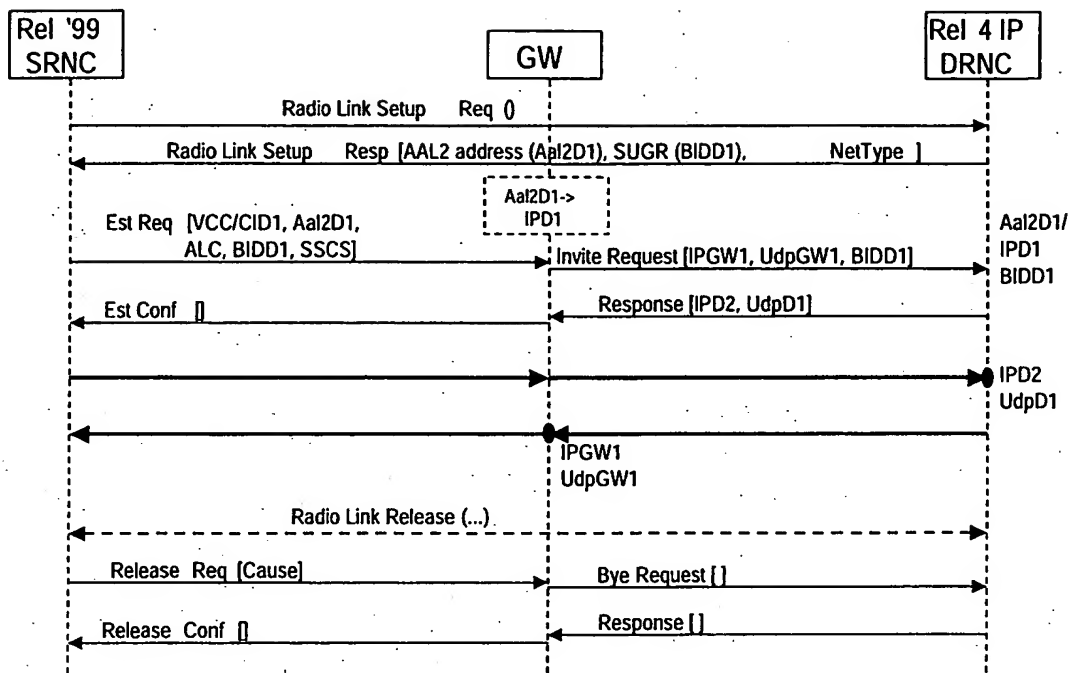 Rel '99
SRNC
GW
Rel 4 IP
DRNC
Radio Link Setup Req ()
Radio Link Setup Resp [AAL2 address (Aal2D1), SUGR (BIDD1), NetType ]
Aal2D1->
IPD1
Est Req [VCC/CID1, Aal2D1,
ALC, BIDD1, SSCS]
Invite Request [IPGW1, UdpGW1, BIDD1]
Aal2D1/
IPD1
BIDD1
Est Conf []
Response [IPD2, UdpD1]
IPD2
UdpD1
IPGW1
UdpGW1
Radio Link Release (...)
Release Req [Cause]
Bye Request [ ]
Release Conf []
Response [ ]